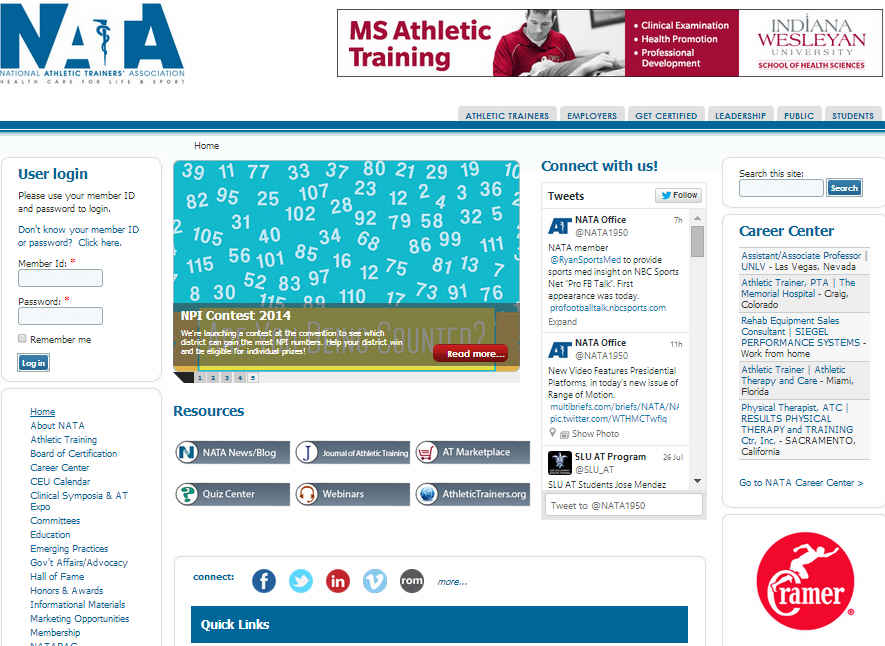 NATA
NATIONAL ATHLETIC TRAINERS' ASSOCIATION
HEALTH CARE FOR LIFE & SPORT
MS Athletic
Training
• Clinical Examination
• Health Promotion
• Professional
Development
INDIANA
WESLEYAN
UNIVERSITY
SCHOOL OF HEALTH SCIENCES
ATHLETIC TRAINERS
EMPLOYERS
GET CERTIFIED
LEADERSHIP
PUBLIC
STUDENTS
Home
User login
Please use your member ID
and password to login.
Don't know your member ID
or password? Click here.
Member Id: *
Password: *
Remember me
Log in
Home
About NATA
Athletic Training
Board of Certification
Career Center
CEU Calendar
Clinical Symposia & AT
Expo
Committees
Education
Emerging Practices
Gov't Affairs/Advocacy
Hall of Fame
Honors & Awards
Informational Materials
Marketing Opportunities
Membership
NATAPAC
39 11 77 33 37 80 21 29 19
82 95 25 107 23 12 2 4 3 36
31 102 28 92 79 58 32 5
105 40 34 68 86 99 111
115 56 101 85 16 12 75 81 13 7
8 30 52 83 97 110 17 73 91 76
115 89
NPI Contest 2014
We're launching a contest at the convention to see which
district can gain the most NPI numbers. Help your district win
and be eligible for individual prizes!
BEING COUNTED?
Read more...
1 2 3 4 5
Resources
NATA News/Blog
Journal of Athletic Training
AT Marketplace
Quiz Center
Webinars
AthleticTrainers.org
connect:
rom
more...
Quick Links
Connect with us!
Tweets
Follow
NATA Office 7h
@NATA1950
NATA member
@RyanSportsMed to provide
sports med insight on NBC Sports
Net "Pro FB Talk". First
appearance was today.
profootballtalk.nbcsports.com
Expand
NATA Office 11h
@NATA1950
New Video Features Presidential
Platforms, in today's new issue of
Range of Motion.
multibriefs.com/briefs/NATA/NA
pic.twitter.com/WTHMCTwfiq
Show Photo
SLU AT Program 26 Jul
@SLU_AT
SLU AT Students Jose Mendez
Tweet to @NATA1950
Search this site:
Search
Career Center
Assistant/Associate Professor |
UNLV - Las Vegas, Nevada
Athletic Trainer, PTA | The
Memorial Hospital - Craig,
Colorado
Rehab Equipment Sales
Consultant | SIEGEL
PERFORMANCE SYSTEMS -
Work from home
Athletic Trainer | Athletic
Therapy and Care - Miami,
Florida
Physical Therapist, ATC |
RESULTS PHYSICAL
THERAPY and TRAINING
Ctr, Inc. - SACRAMENTO,
California
Go to NATA Career Center >
Cramer®